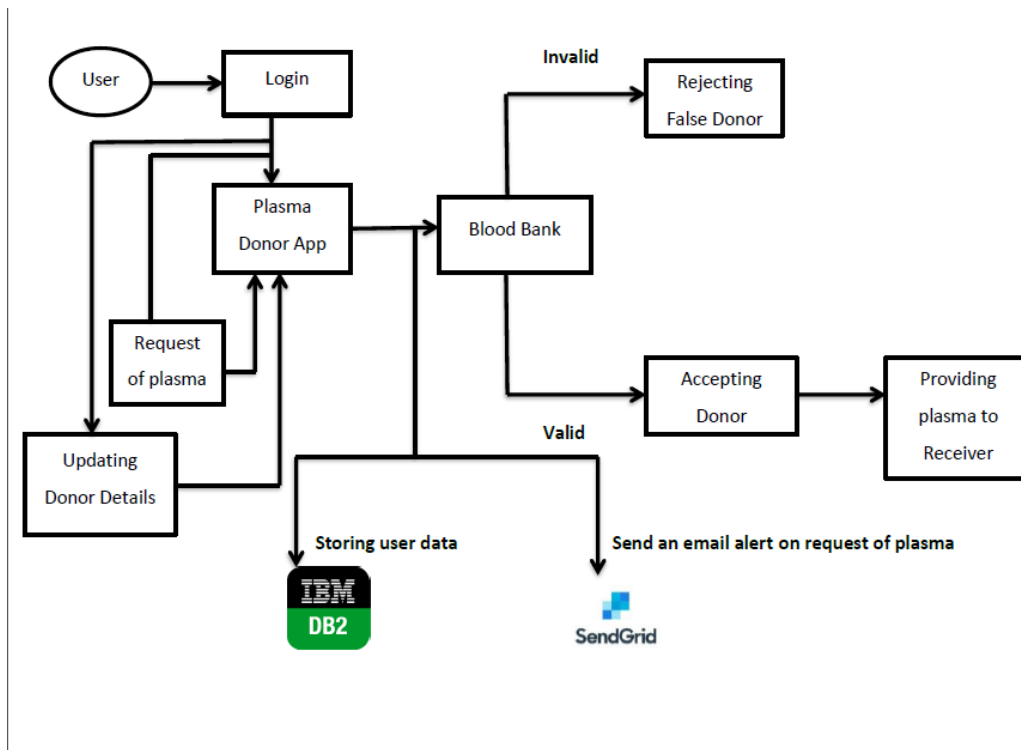 User
Login
Invalid
Rejecting
False Donor
Plasma
Donor App
Blood Bank
Request
of plasma
Accepting
Donor
Providing
plasma to
Receiver
Valid
Updating
Donor Details
Storing user data
Send an email alert on request of plasma
IBM
DB2
SendGrid